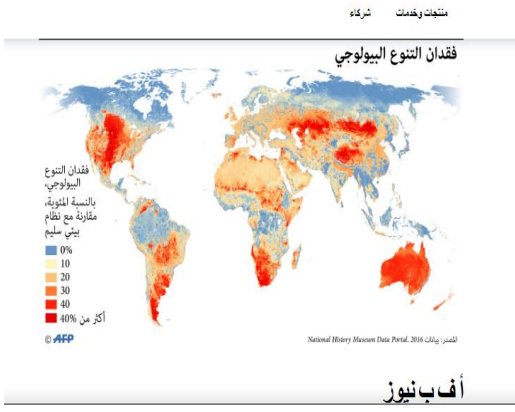 منتجات وخدمات
شركاء
فقدان التنوع البيولوجي
فقدان التنوع
البيولوجي،
بالنسبة المئوية،
مقارنة مع نظام
بيئي سليم
0%
10
20
30
40
أكثر من 40%
© AFP
المصدر: بيانات National History Museum Data Portal. 2016
أ ف ب نيوز